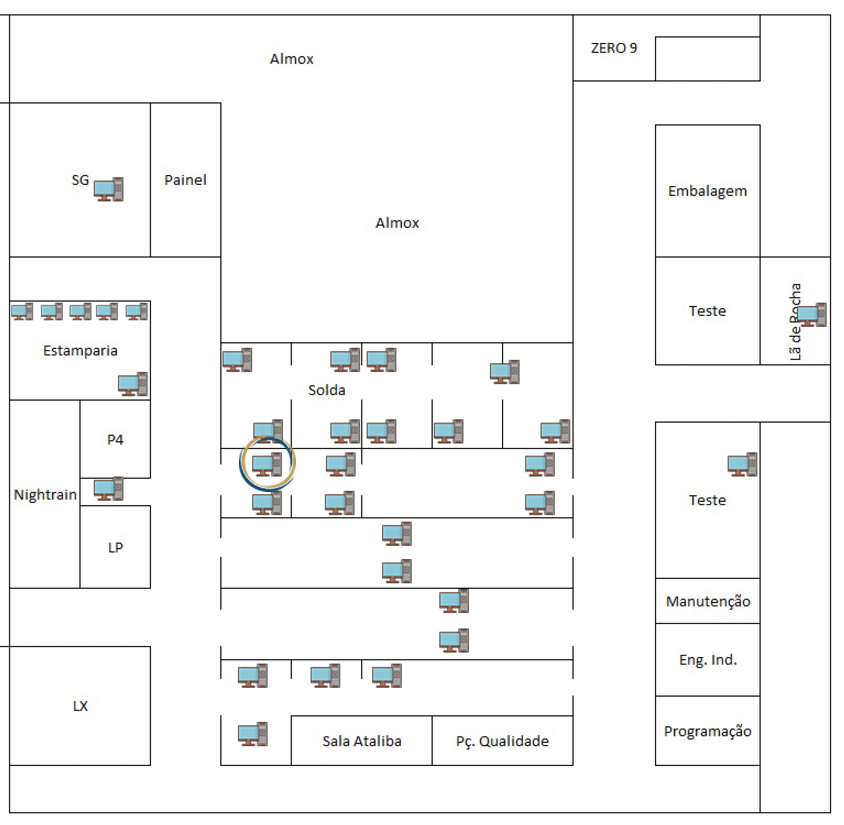 ZERO 9
Almox
SG
Painel
Embalagem
Almox
Teste
Lã de Rocha
Estamparia
Solda
P4
Nightrain
Teste
LP
Manutenção
Eng. Ind.
LX
Programação
Sala Ataliba
Pç. Qualidade